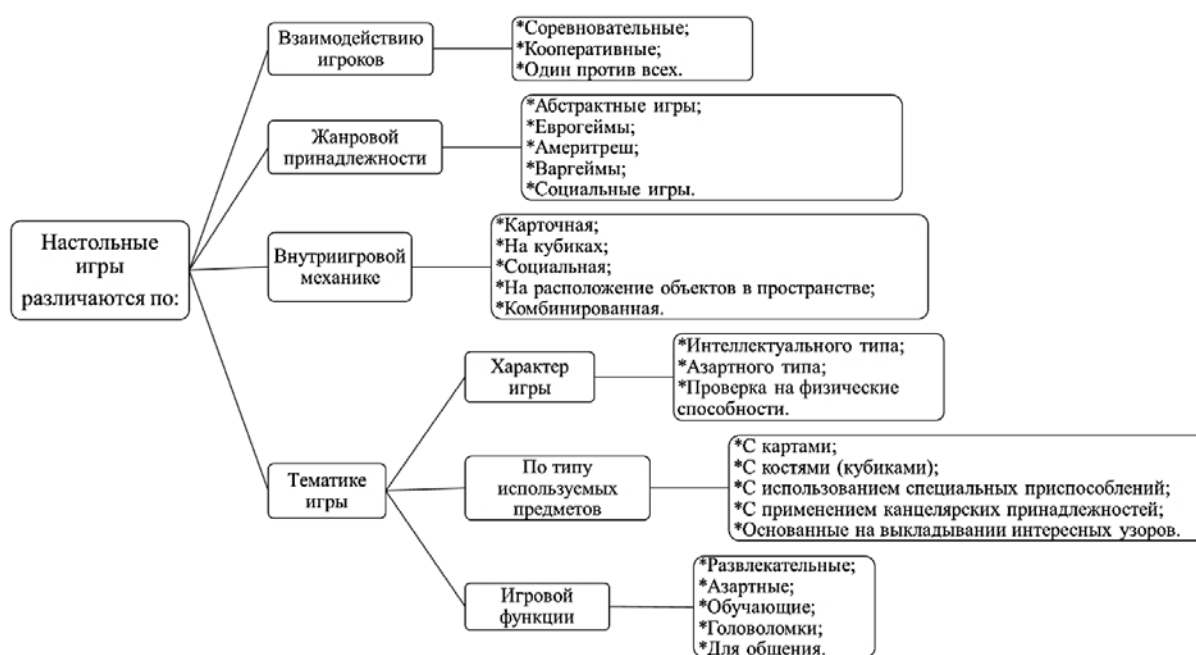 Настольные
игры
различаются по:
Взаимодействию
игроков
*Соревновательные;
*Кооперативные;
*Один против всех.
Жанровой
принадлежности
*Абстрактные игры;
*Еврогеймы;
*Америтреш;
*Варгеймы;
*Социальные игры.
Внутриигровой
механике
*Карточная;
*На кубиках;
*Социальная;
*На расположение объектов в пространстве;
*Комбинированная.
Тематике
игры
Характер
игры
*Интеллектуального типа;
*Азартного типа;
*Проверка на физические
способности.
По типу
используемых
предметов
*С картами;
*С костями (кубиками);
*С использованием специальных приспособлений;
*С применением канцелярских принадлежностей;
*Основанные на выкладывании интересных узоров.
Игровой
функции
*Развлекательные;
*Азартные;
*Обучающие;
*Головоломки;
*Для общения.